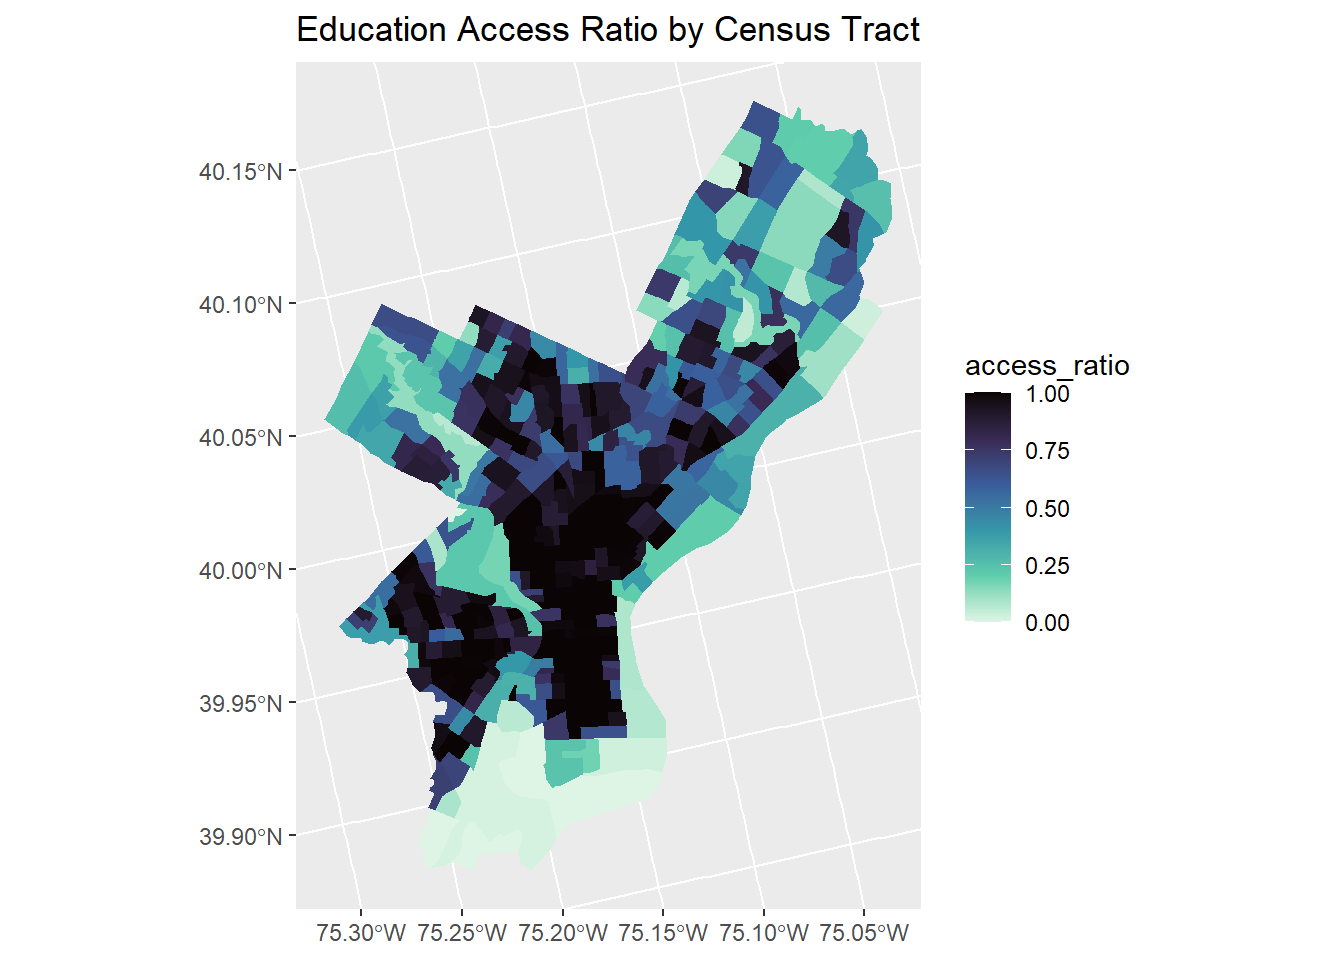 Education Access Ratio by Census Tract
40.15°N
40.10°N
40.05°N
40.00°N
39.95°N
39.90°N
75.30°W 75.25°W 75.20°W 75.15°W 75.10°W 75.05°W
access_ratio
1.00
0.75
0.50
0.25
0.00